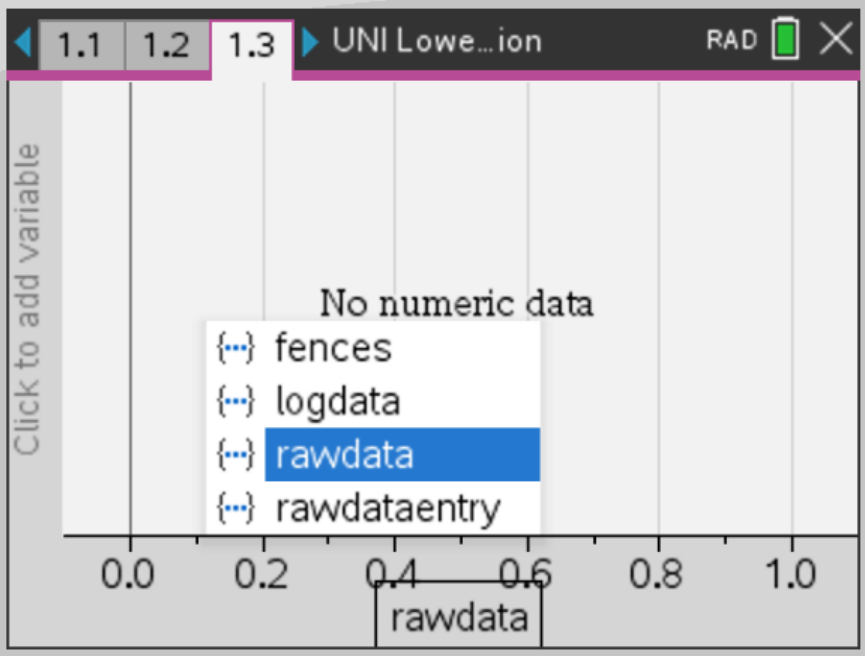 1.1 1.2 1.3 UNI Lowe…ion RAD
Click to add variable
No numeric data
fences
logdata
rawdata
rawdataentry
0.0 0.2 0.4 0.6 0.8 1.0
rawdata